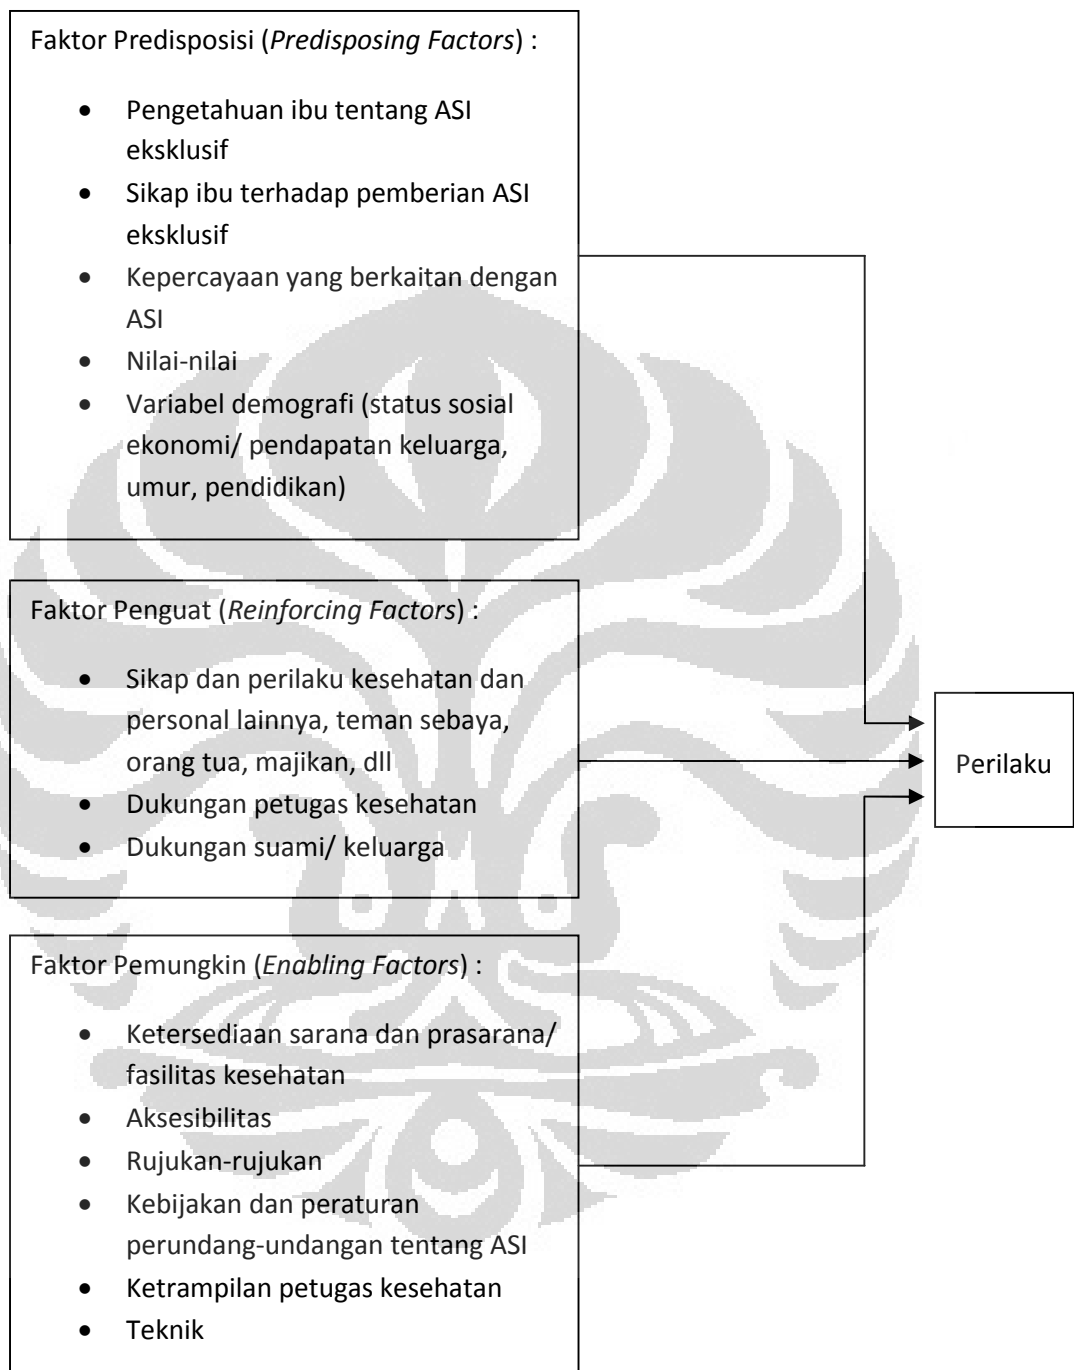 Faktor Predisposisi (Predisposing Factors) :
• Pengetahuan ibu tentang ASI
eksklusif
• Sikap ibu terhadap pemberian ASI
eksklusif
• Kepercayaan yang berkaitan dengan
ASI
• Nilai-nilai
• Variabel demografi (status sosial
ekonomi/ pendapatan keluarga,
umur, pendidikan)
Faktor Penguat (Reinforcing Factors) :
• Sikap dan perilaku kesehatan dan
personal lainnya, teman sebaya,
orang tua, majikan, dll
• Dukungan petugas kesehatan
• Dukungan suami/ keluarga
Faktor Pemungkin (Enabling Factors) :
• Ketersediaan sarana dan prasarana/
fasilitas kesehatan
• Aksesibilitas
• Rujukan-rujukan
• Kebijakan dan peraturan
perundang-undangan tentang ASI
• Ketrampilan petugas kesehatan
• Teknik
Perilaku